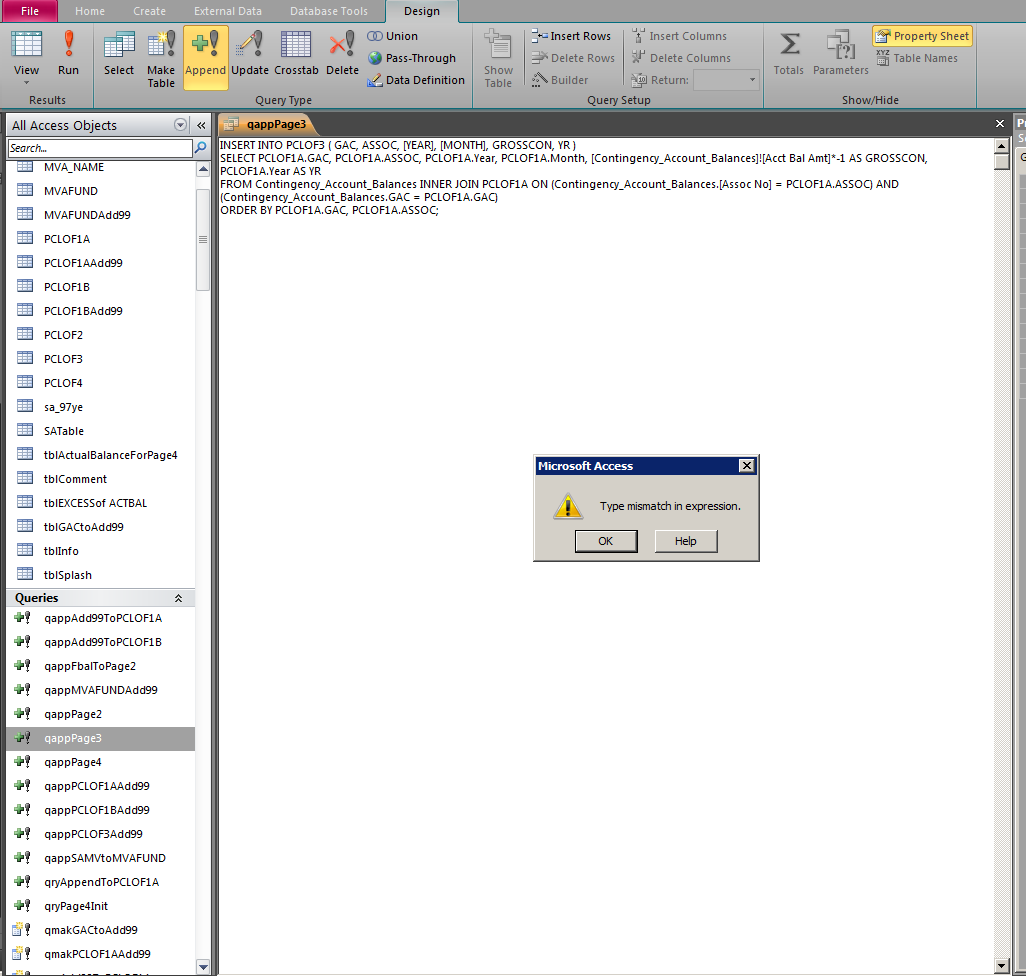 File Home Create External Data Database Tools Design
View Run Select Make Table Append Update Crosstab Delete
Union
Pass-Through
Data Definition
Show Table
Insert Rows
Delete Rows
Builder
Insert Columns
Delete Columns
Return:
Totals Parameters
Property Sheet
XYZ Table Names
Results Query Type Query Setup Show/Hide
All Access Objects
Search...
MVA_NAME
MVAFUND
MVAFUNDAdd99
PCLOF1A
PCLOF1AAdd99
PCLOF1B
PCLOF1BAdd99
PCLOF2
PCLOF3
PCLOF4
sa_97ye
SATable
tblActualBalanceForPage4
tblComment
tblEXCESSof ACTBAL
tblGACtoAdd99
tblInfo
tblSplash
Queries
qappAdd99ToPCLOF1A
qappAdd99ToPCLOF1B
qappFbalToPage2
qappMVAFUNDAdd99
qappPage2
qappPage3
qappPage4
qappPCLOF1AAdd99
qappPCLOF1BAdd99
qappPCLOF3Add99
qappSAMVtoMVAFUND
qryAppendToPCLOF1A
qryPage4Init
qmakGACtoAdd99
qmakPCLOF1AAdd99
qappPage3
INSERT INTO PCLOF3 ( GAC, ASSOC, [YEAR], [MONTH], GROSSCON, YR )
SELECT PCLOF1A.GAC, PCLOF1A.ASSOC, PCLOF1A.Year, PCLOF1A.Month, [Contingency_Account_Balances]![Acct Bal Amt]*-1 AS GROSSCON,
PCLOF1A.Year AS YR
FROM Contingency_Account_Balances INNER JOIN PCLOF1A ON (Contingency_Account_Balances.[Assoc No] = PCLOF1A.ASSOC) AND
(Contingency_Account_Balances.GAC = PCLOF1A.GAC)
ORDER BY PCLOF1A.GAC, PCLOF1A.ASSOC;
Microsoft Access
Type mismatch in expression.
OK Help